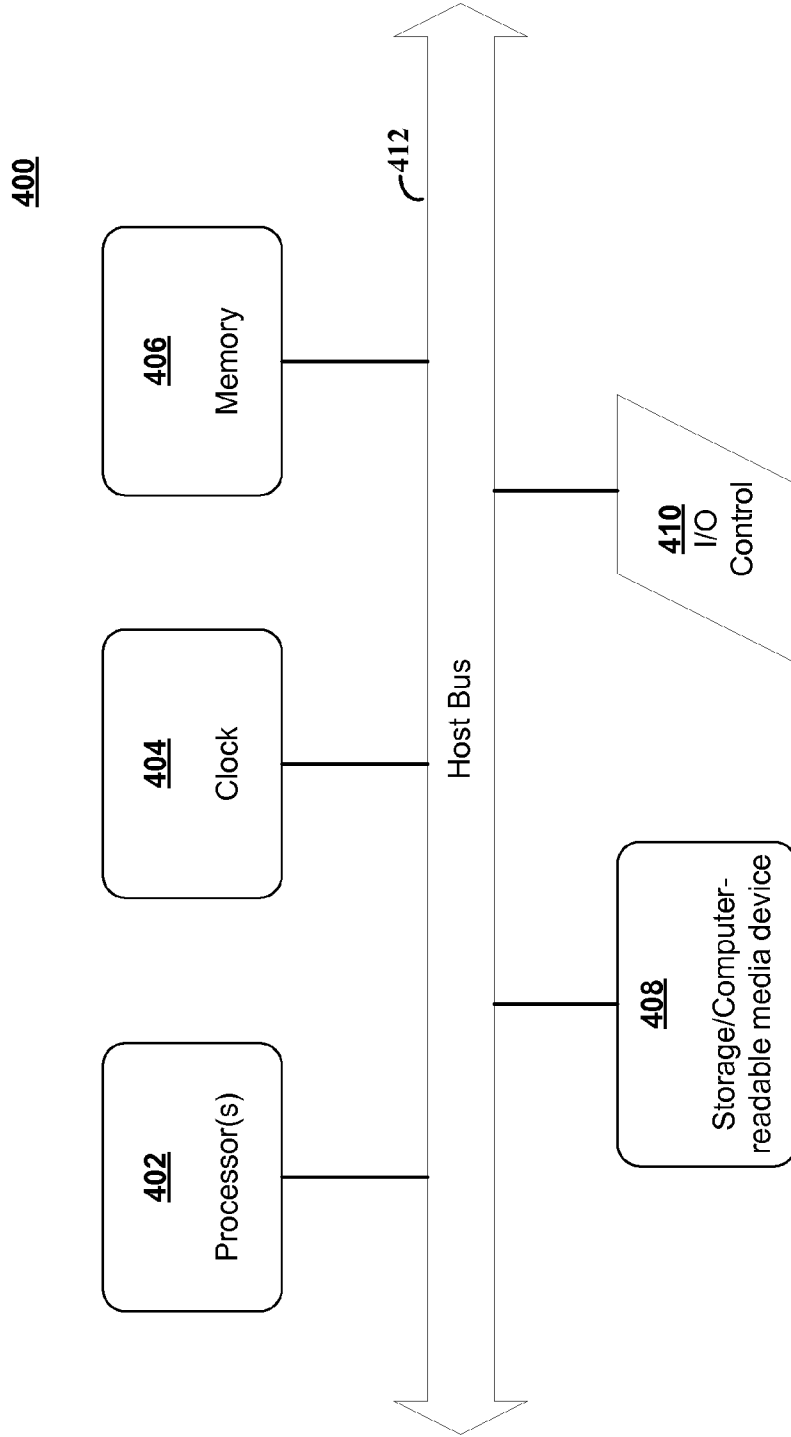 400
402
Processor(s)
404
Clock
406
Memory
412
Host Bus
408
Storage/Computer-
readable media device
410
I/O
Control